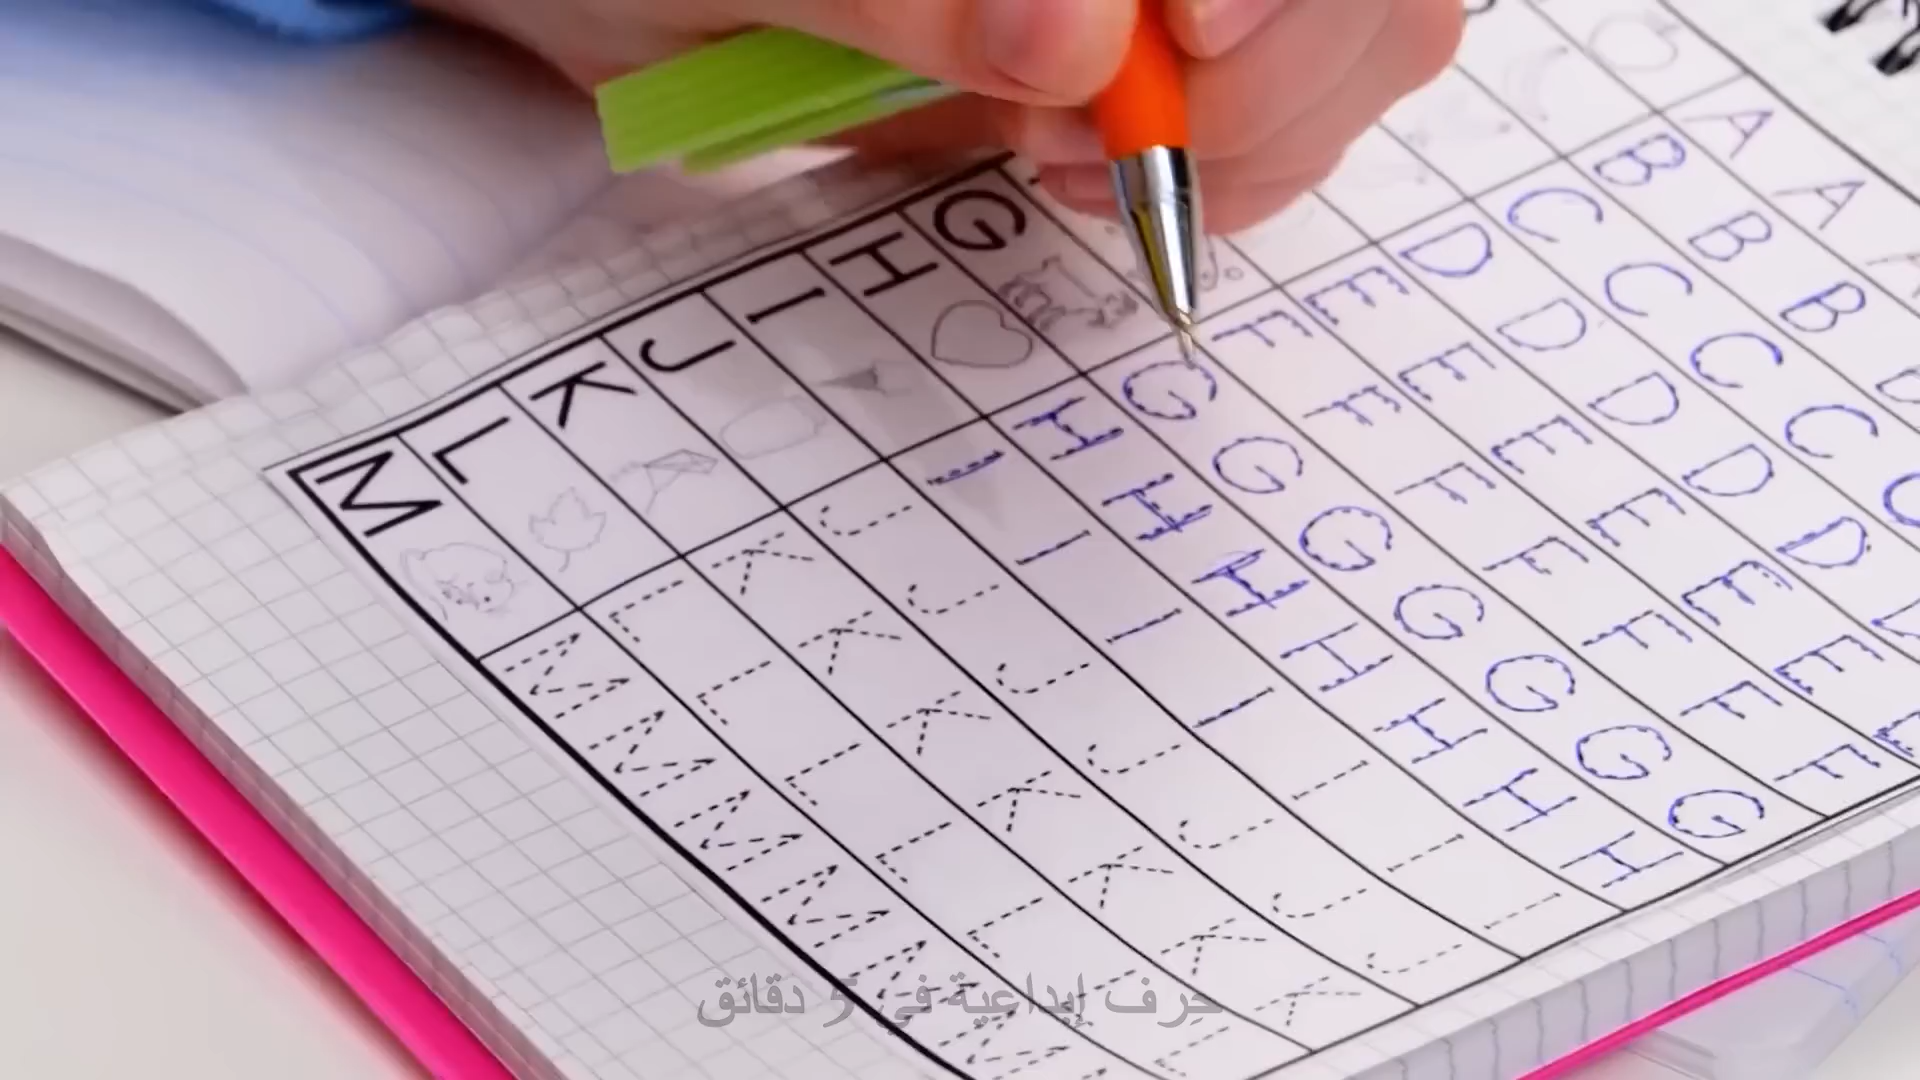 A A A
B B B B
C C C C C
D D D D D D
E E E E E E E
F F F F F F F
G G G G G G G G
H H H H H H H H
I I I I I I I I
J J J J J J J J
K K K K K K K K
L L L L L L L
M M M M M M M
حرف إبداعية في 5 دقائق